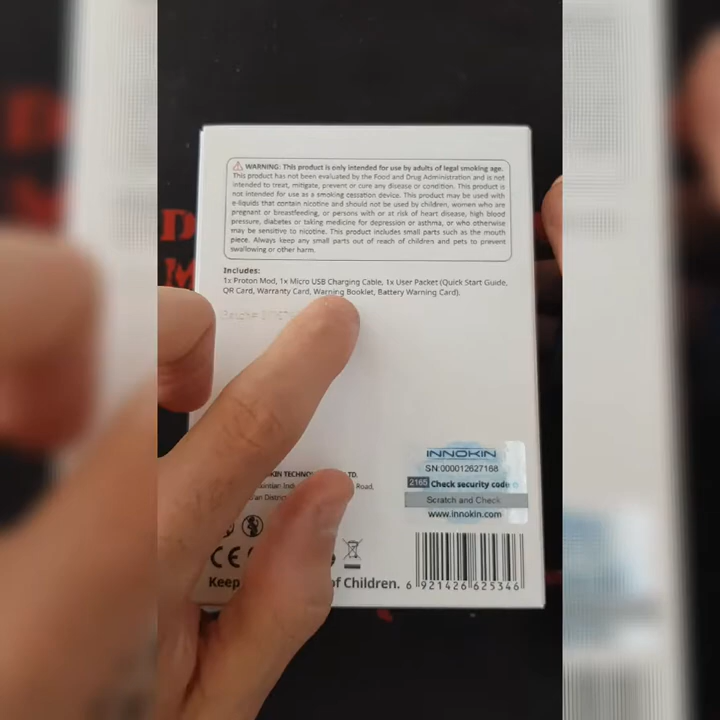 WARNING: This product is only intended for use by adults of legal smoking age.
This product has not been evaluated by the Food and Drug Administration and is not
intended to treat, mitigate, prevent or cure any disease or condition. This product is
not intended for use as a smoking cessation device. This product may be used with
e-liquids that contain nicotine and should not be used by children, women who are
pregnant or breastfeeding, or persons with or at risk of heart disease, high blood
pressure, diabetes or taking medicine for depression or asthma, or who otherwise
may be sensitive to nicotine. This product includes small parts such as the mouth
piece. Always keep any small parts out of reach of children and pets to prevent
swallowing or other harm.
Includes:
1x Proton Mod, 1x Micro USB Charging Cable, 1x User Packet (Quick Start Guide,
QR Card, Warranty Card, Warning Booklet, Battery Warning Card).
INNOKIN
SN:000012627168
2165 Check security code
Scratch and Check
www.innokin.com
LTD.
Road,
CE
Keep of Children.
6 921426 625346